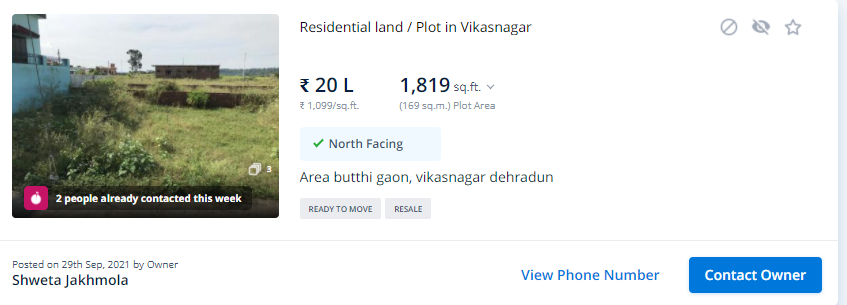 Residential land / Plot in Vikasnagar
₹ 20 L
₹ 1,099/sq.ft.
1,819 sq.ft.
(169 sq.m.) Plot Area
North Facing
3
2 people already contacted this week
Area butthi gaon, vikasnagar dehradun
READY TO MOVE
RESALE
Posted on 29th Sep, 2021 by Owner
Shweta Jakhmola
View Phone Number
Contact Owner